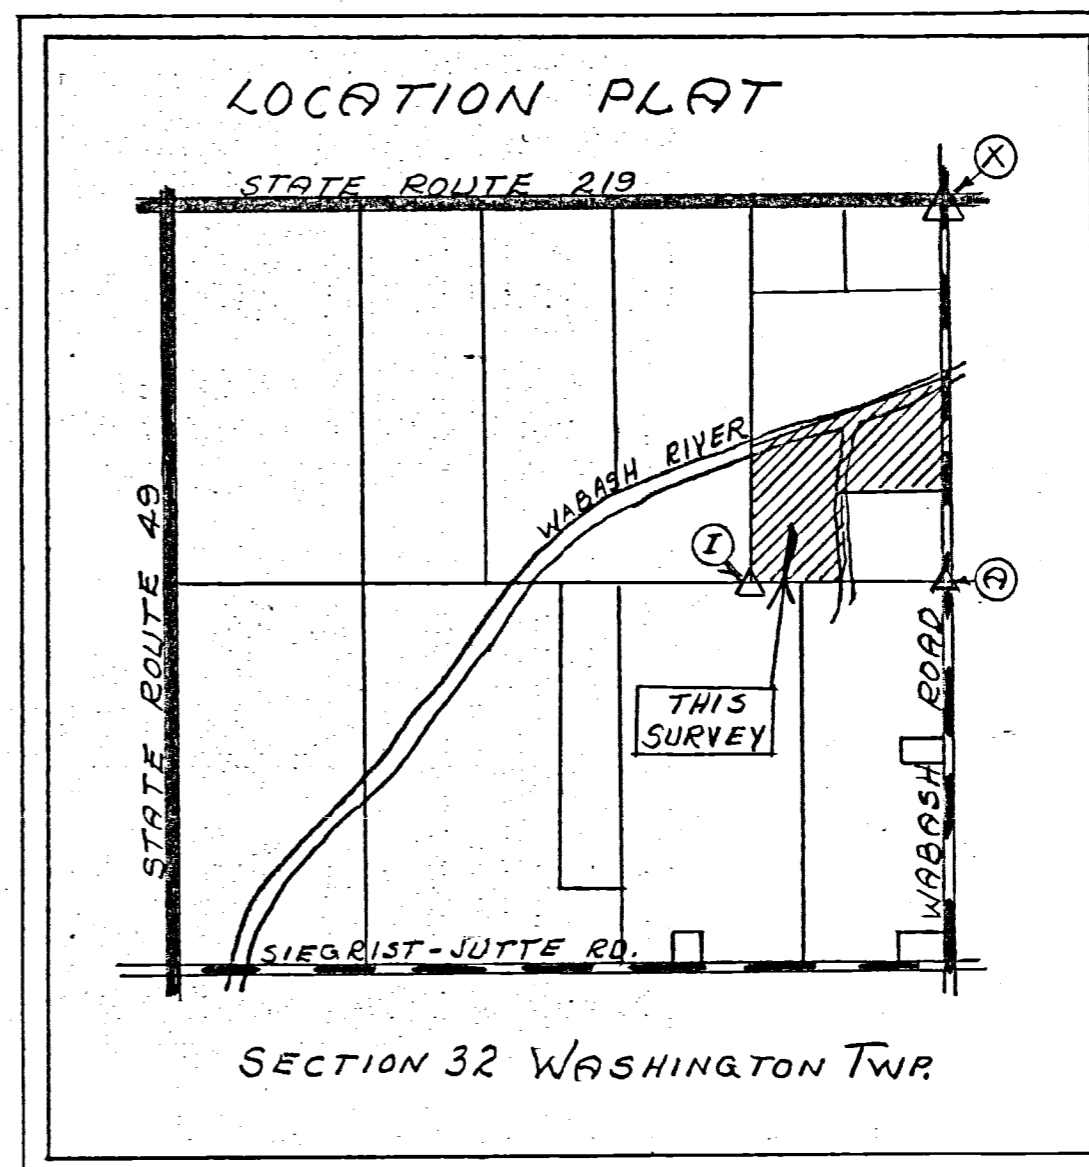 LOCATION PLAT
STATE ROUTE 219
X
STATE ROUTE 49
WABASH RIVER
I
A
THIS
SURVEY
WABASH ROAD
SIEGRIST-JUTTE RD.
SECTION 32 WASHINGTON TWP.